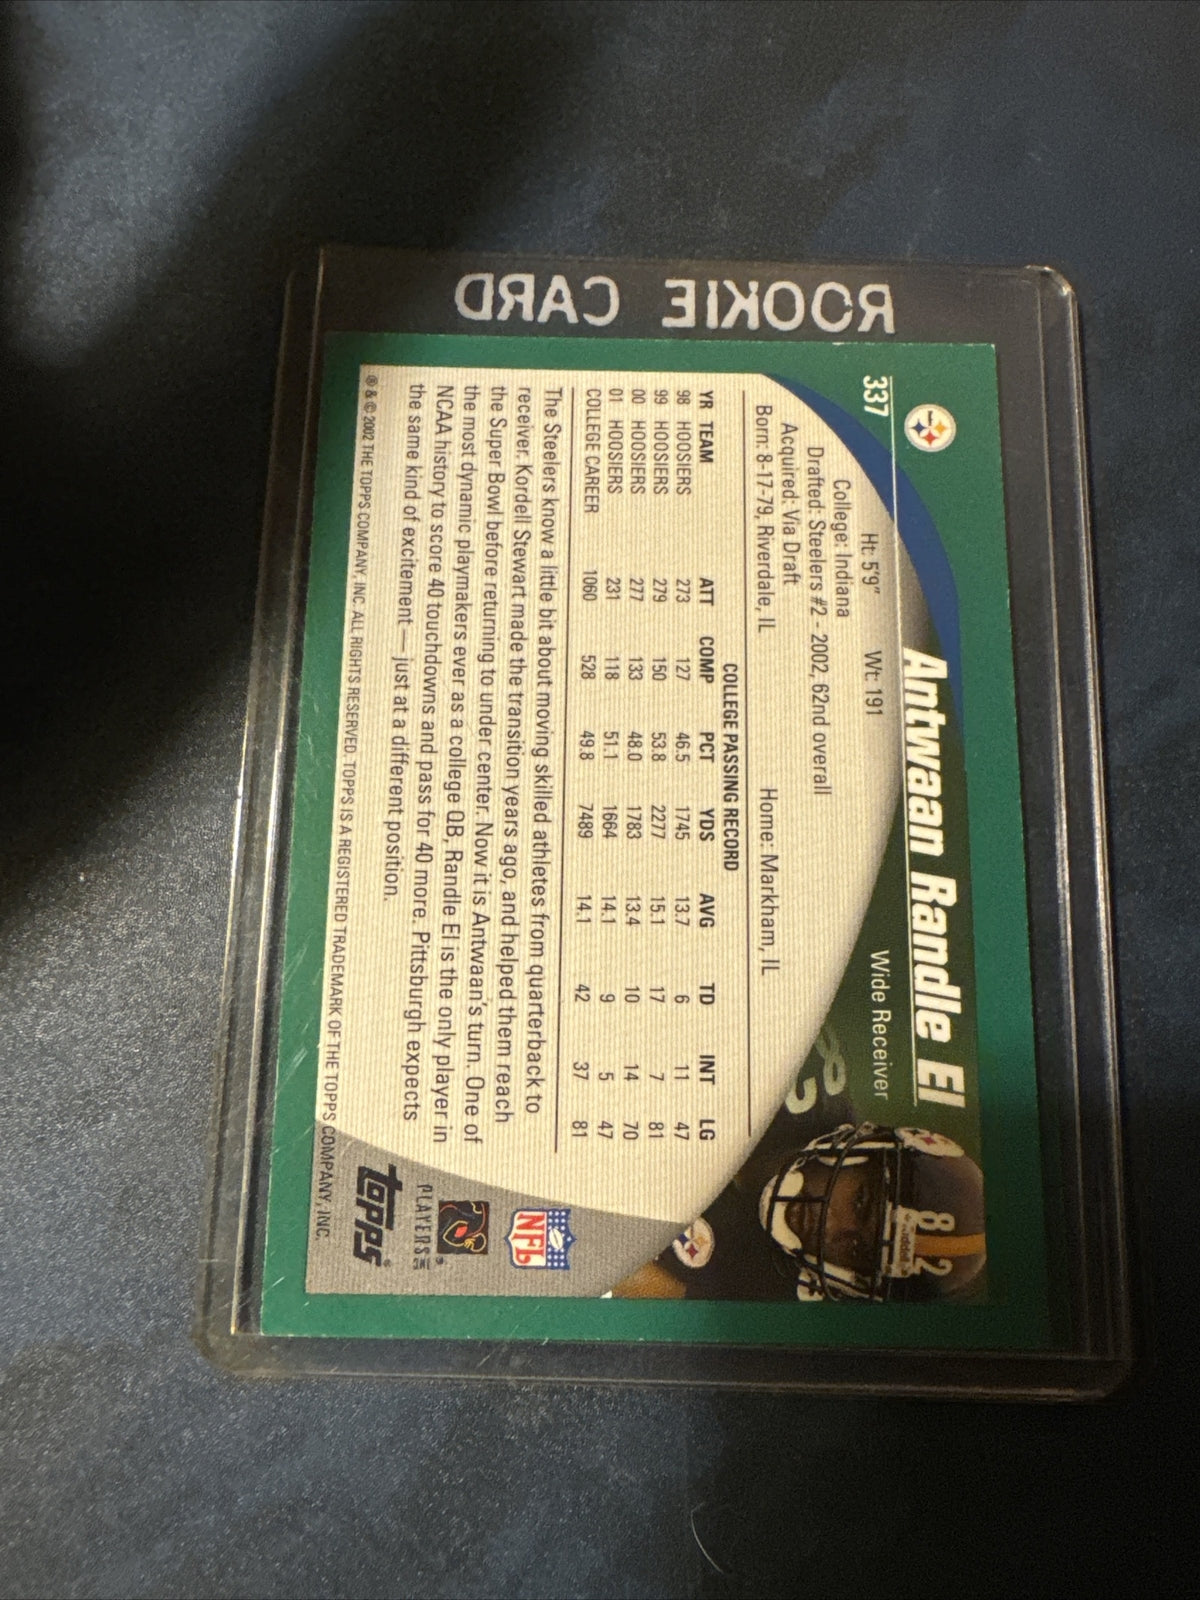 ROOKIE CARD
337
Antwaan Randle El
Wide Receiver
Ht: 5'9" Wt: 191
College: Indiana
Drafted: Steelers #2 - 2002, 62nd overall
Acquired: Via Draft
Born: 8-17-79, Riverdale, IL Home: Markham, IL
COLLEGE PASSING RECORD
YR TEAM ATT COMP PCT YDS AVG TD INT LG
98 HOOSIERS 273 127 46.5 1745 13.7 6 11 47
99 HOOSIERS 279 150 53.8 2277 15.1 17 7 81
00 HOOSIERS 277 133 48.0 1783 13.4 10 14 70
01 HOOSIERS 231 118 51.1 1664 14.1 9 5 47
COLLEGE CAREER 1060 528 49.8 7489 14.1 42 37 81
The Steelers know a little bit about moving skilled athletes from quarterback to
receiver. Kordell Stewart made the transition years ago, and helped them reach
the Super Bowl before returning to under center. Now it is Antwaan's turn. One of
the most dynamic playmakers ever as a college QB, Randle El is the only player in
NCAA history to score 40 touchdowns and pass for 40 more. Pittsburgh expects
the same kind of excitement — just at a different position.
® & © 2002 THE TOPPS COMPANY, INC. ALL RIGHTS RESERVED. TOPPS IS A REGISTERED TRADEMARK OF THE TOPPS COMPANY, INC.
82
Riddell
NFL
PLAYERS
topps®